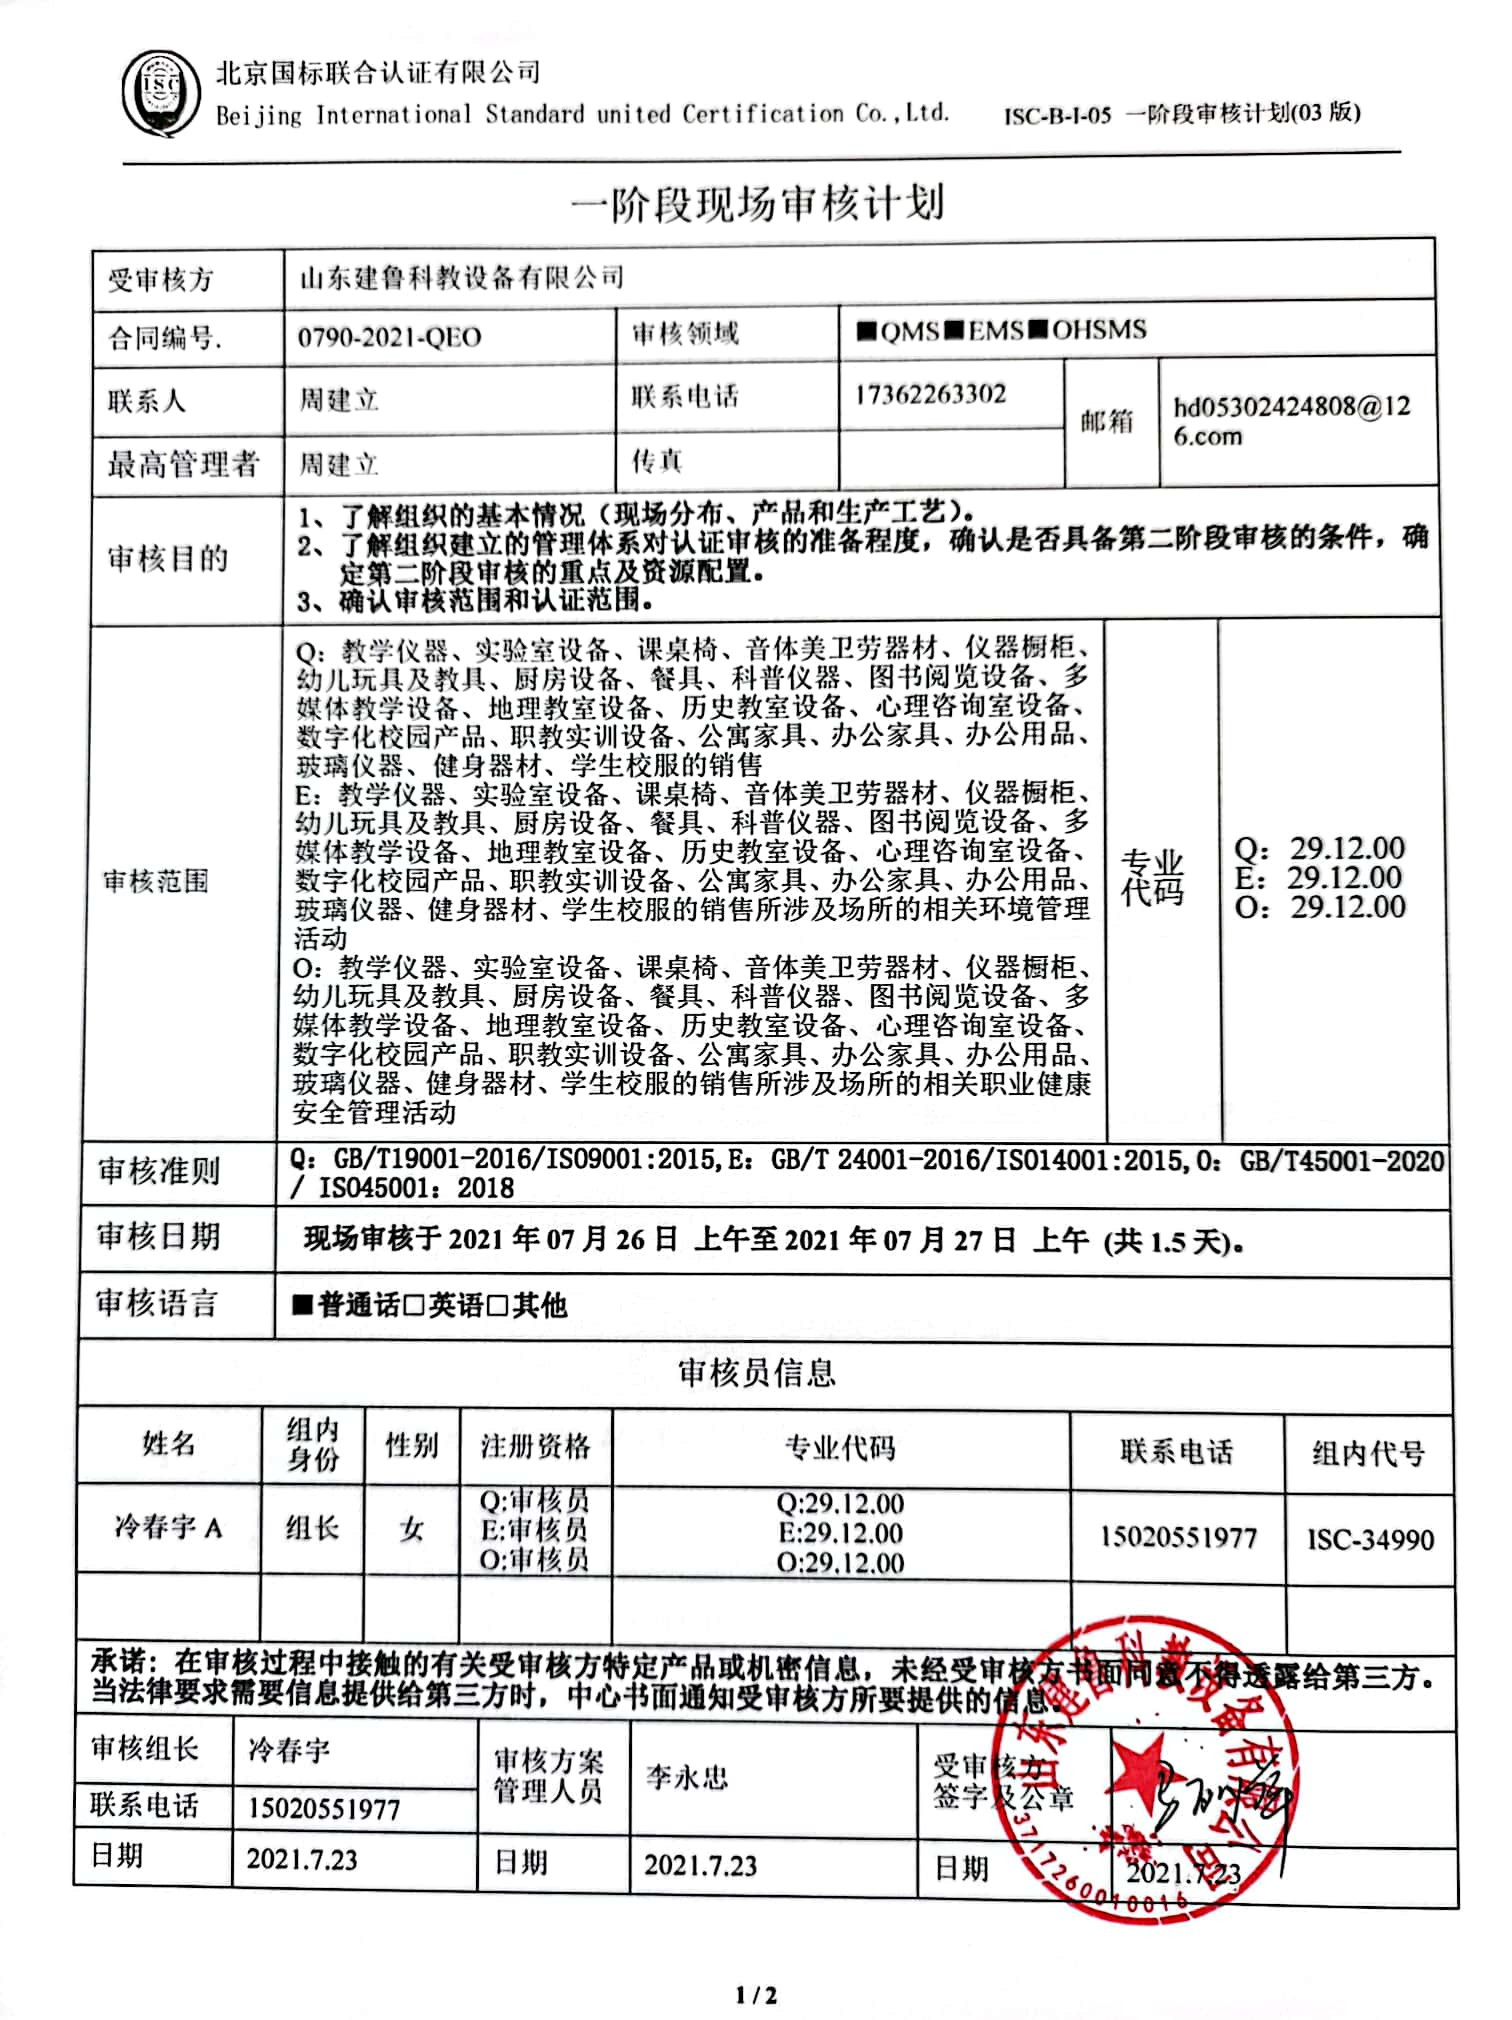 ISC
北京国标联合认证有限公司
Beijing International Standard united Certification Co.,Ltd.
ISC-B-I-05 一阶段审核计划(03 版)
一阶段现场审核计划
受审核方
山东建鲁科教设备有限公司
合同编号.
0790-2021-QEO
审核领域
■QMS■EMS■OHSMS
联系人
周建立
联系电话
17362263302
邮箱
hd05302424808@12
6.com
最高管理者
周建立
传真
审核目的
1、了解组织的基本情况（现场分布、产品和生产工艺）。
2、了解组织建立的管理体系对认证审核的准备程度，确认是否具备第二阶段审核的条件，确
定第二阶段审核的重点及资源配置。
3、确认审核范围和认证范围。
审核范围
Q：教学仪器、实验室设备、课桌椅、音体美卫劳器材、仪器橱柜、
幼儿玩具及教具、厨房设备、餐具、科普仪器、图书阅览设备、多
媒体教学设备、地理教室设备、历史教室设备、心理咨询室设备、
数字化校园产品、职教实训设备、公寓家具、办公家具、办公用品、
玻璃仪器、健身器材、学生校服的销售
E：教学仪器、实验室设备、课桌椅、音体美卫劳器材、仪器橱柜、
幼儿玩具及教具、厨房设备、餐具、科普仪器、图书阅览设备、多
媒体教学设备、地理教室设备、历史教室设备、心理咨询室设备、
数字化校园产品、职教实训设备、公寓家具、办公家具、办公用品、
玻璃仪器、健身器材、学生校服的销售所涉及场所的相关环境管理
活动
O：教学仪器、实验室设备、课桌椅、音体美卫劳器材、仪器橱柜、
幼儿玩具及教具、厨房设备、餐具、科普仪器、图书阅览设备、多
媒体教学设备、地理教室设备、历史教室设备、心理咨询室设备、
数字化校园产品、职教实训设备、公寓家具、办公家具、办公用品、
玻璃仪器、健身器材、学生校服的销售所涉及场所的相关职业健康
安全管理活动
专业
代码
Q：29.12.00
E：29.12.00
O：29.12.00
审核准则
Q：GB/T19001-2016/ISO9001:2015,E：GB/T 24001-2016/ISO14001:2015,O：GB/T45001-2020
/ ISO45001：2018
审核日期
现场审核于 2021 年 07 月 26 日 上午至 2021 年 07 月 27 日 上午 (共 1.5 天)。
审核语言
■普通话□英语□其他
审核员信息
姓名
组内
身份
性别
注册资格
专业代码
联系电话
组内代号
冷春宇 A
组长
女
Q:审核员
E:审核员
O:审核员
Q:29.12.00
E:29.12.00
O:29.12.00
15020551977
ISC-34990
承诺：在审核过程中接触的有关受审核方特定产品或机密信息，未经受审核方书面同意不得透露给第三方。
当法律要求需要信息提供给第三方时，中心书面通知受审核方所要提供的信息。
审核组长
冷春宇
审核方案
管理人员
李永忠
受审核方
签字及公章
联系电话
15020551977
日期
2021.7.23
日期
2021.7.23
日期
2021.7.23
山东建鲁科教设备有限公司
3717260010016
1 / 2